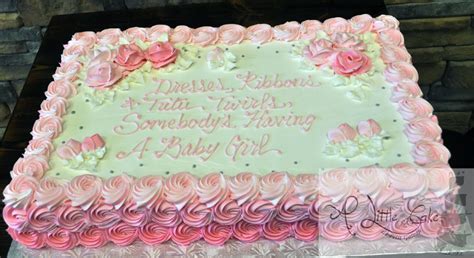 Dresses, Ribbons
& Tutu Twirls,
Somebody's Having
A Baby Girl
A Little Cake